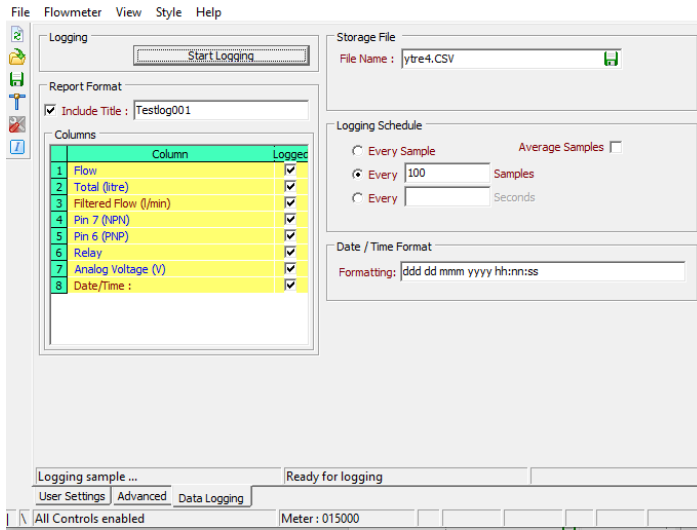 File Flowmeter View Style Help
Logging
Start Logging
Report Format
Include Title : Testlog001
Columns
Column Logged
1 Flow
2 Total (litre)
3 Filtered Flow (l/min)
4 Pin 7 (NPN)
5 Pin 6 (PNP)
6 Relay
7 Analog Voltage (V)
8 Date/Time :
Storage File
File Name : ytre4.CSV
Logging Schedule
Every Sample Average Samples
Every 100 Samples
Every Seconds
Date / Time Format
Formatting: ddd dd mmm yyyy hh:nn:ss
Logging sample ... Ready for logging
User Settings Advanced Data Logging
All Controls enabled Meter : 015000